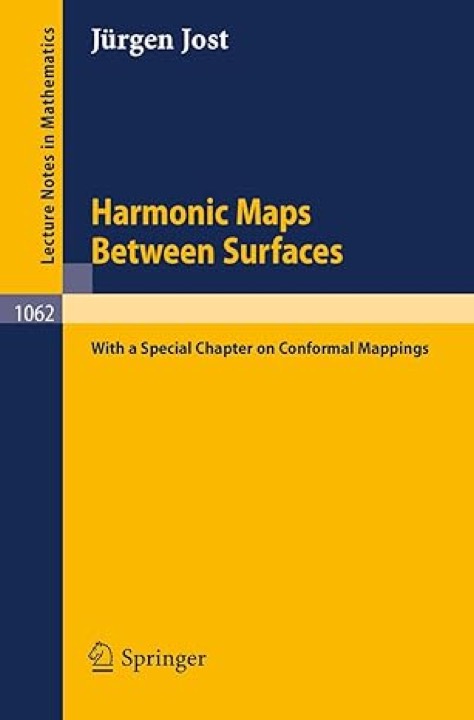 Jürgen Jost
Lecture Notes in Mathematics
Harmonic Maps
Between Surfaces
1062
With a Special Chapter on Conformal Mappings
Springer